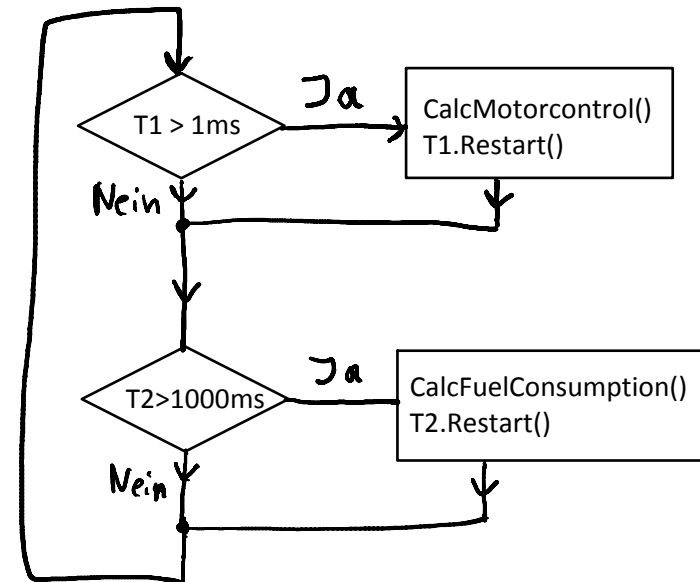 T1 > 1ms
Ja
CalcMotorcontrol()
T1.Restart()
Nein
T2>1000ms
Ja
CalcFuelConsumption()
T2.Restart()
Nein